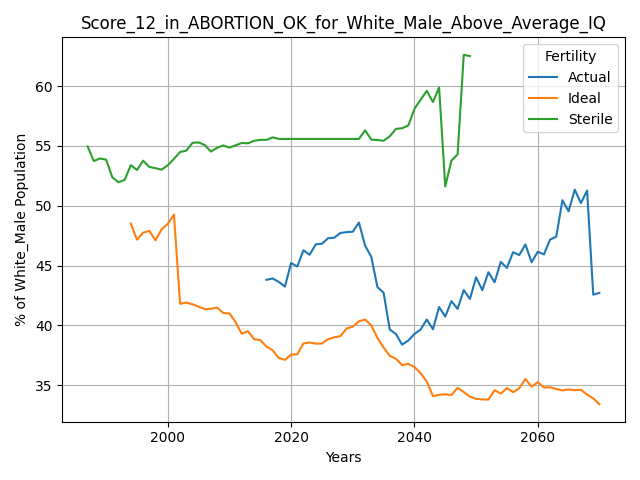 Score_12_in_ABORTION_OK_for_White_Male_Above_Average_IQ
Fertility
Actual
Ideal
Sterile
% of White_Male Population
60
55
50
45
40
35
2000
2020
2040
2060
Years